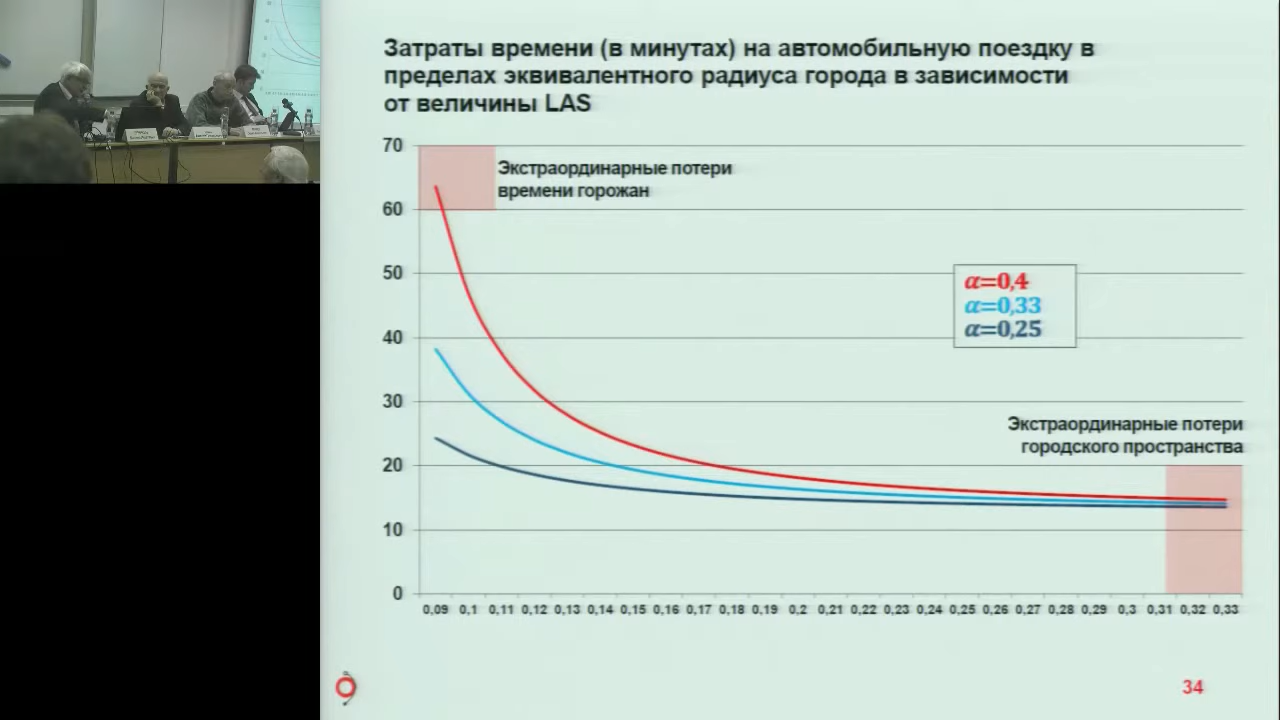 Затраты времени (в минутах) на автомобильную поездку в
пределах эквивалентного радиуса города в зависимости
от величины LAS
70
Экстраординарные потери
времени горожан
60
50
α=0,4
α=0,33
α=0,25
40
30
Экстраординарные потери
городского пространства
20
10
0
0,09 0,1 0,11 0,12 0,13 0,14 0,15 0,16 0,17 0,18 0,19 0,2 0,21 0,22 0,23 0,24 0,25 0,26 0,27 0,28 0,29 0,3 0,31 0,32 0,33
34